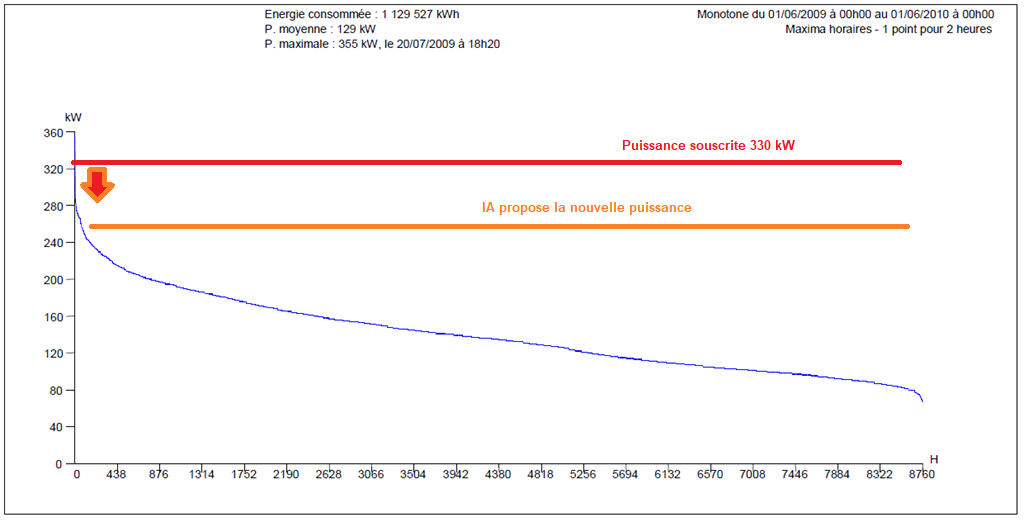 Energie consommée : 1 129 527 kWh
P. moyenne : 129 kW
P. maximale : 355 kW, le 20/07/2009 à 18h20
Monotone du 01/06/2009 à 00h00 au 01/06/2010 à 00h00
Maxima horaires - 1 point pour 2 heures
kW
360
Puissance souscrite 330 kW
320
280
IA propose la nouvelle puissance
240
200
160
120
80
40
0
0 438 876 1314 1752 2190 2628 3066 3504 3942 4380 4818 5256 5694 6132 6570 7008 7446 7884 8322 8760
H